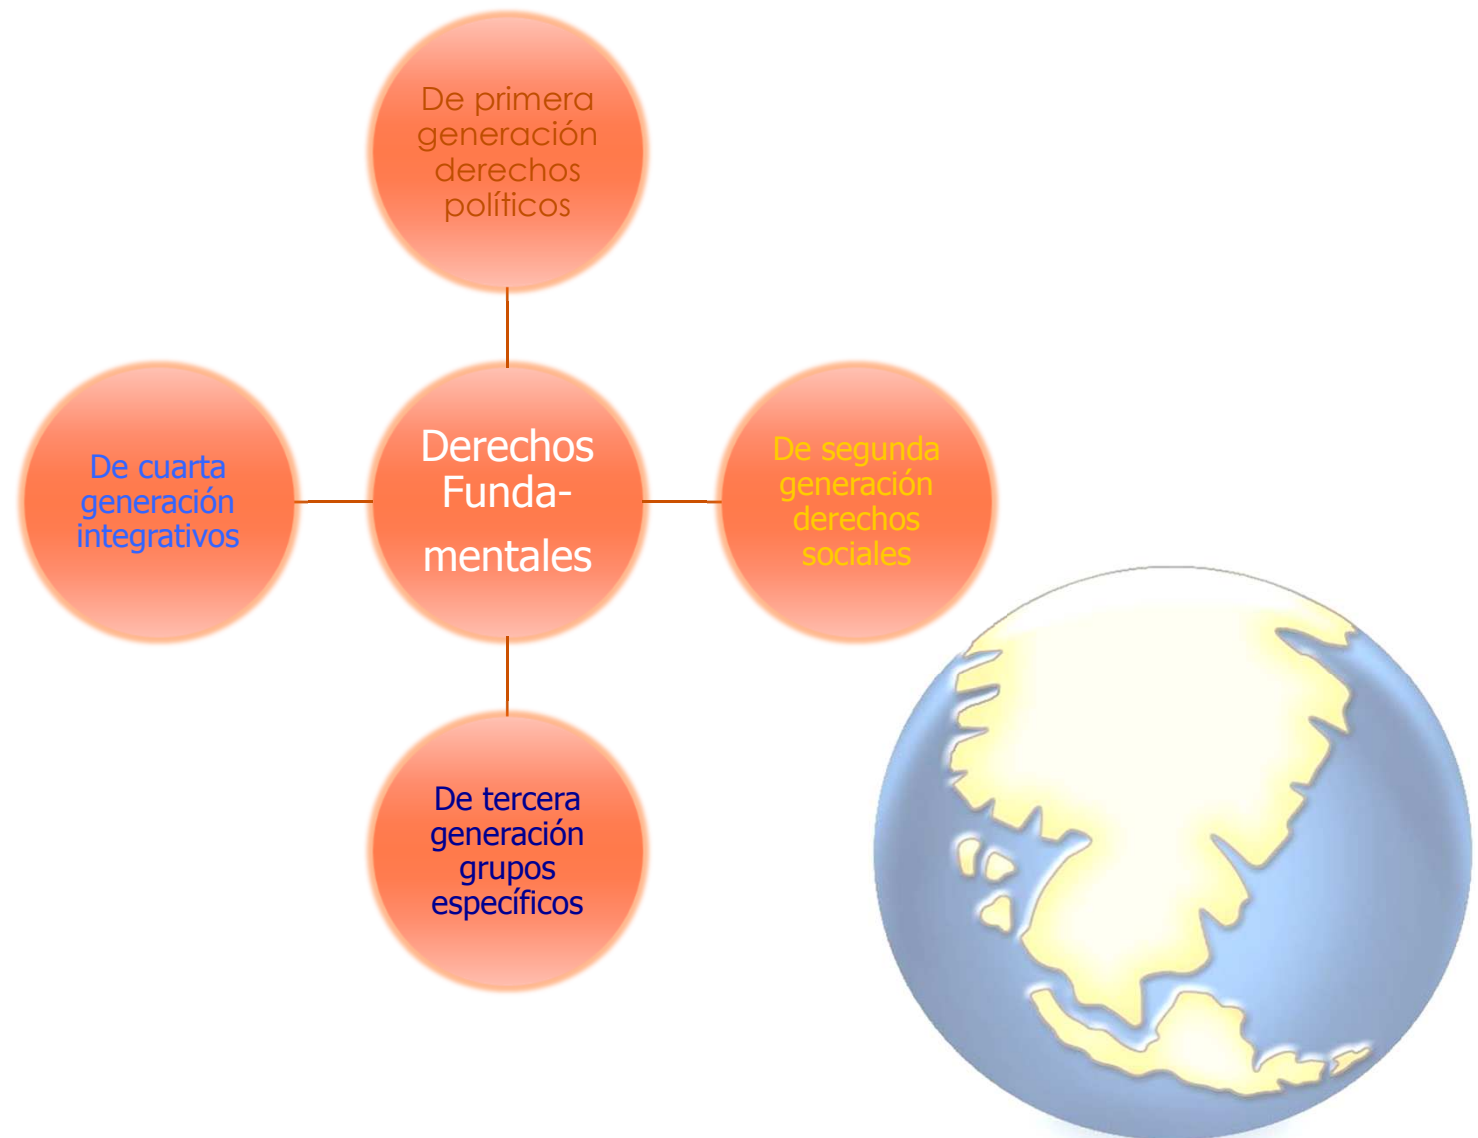 De primera
generación
derechos
políticos
De cuarta
generación
integrativos
Derechos
Funda-
mentales
De segunda
generación
derechos
sociales
De tercera
generación
grupos
específicos